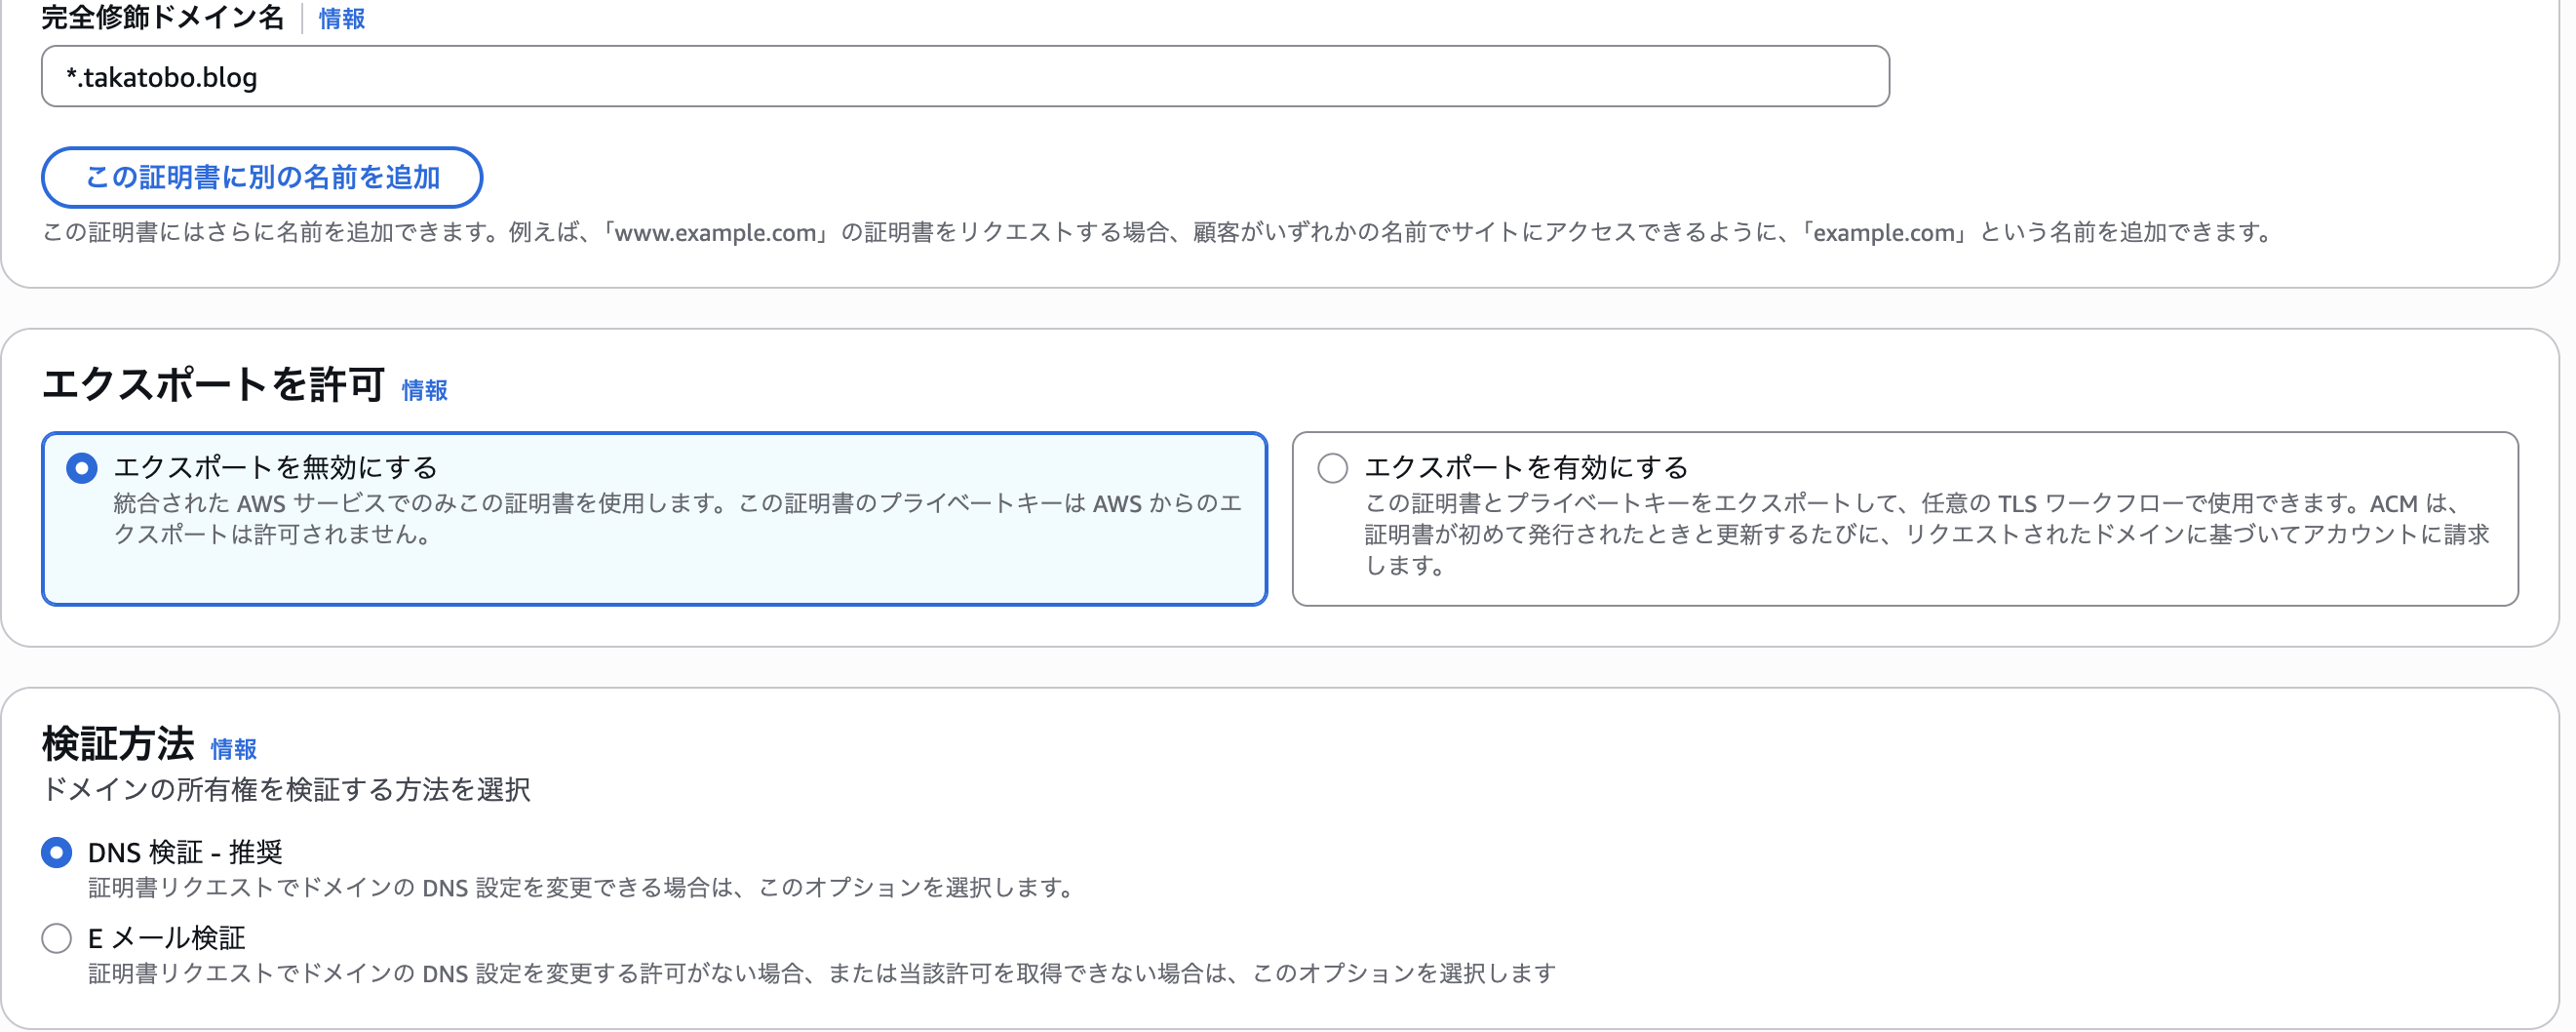 完全修飾ドメイン名 情報
*.takatobo.blog
この証明書に別の名前を追加
この証明書にはさらに名前を追加できます。例えば、「www.example.com」の証明書をリクエストする場合、顧客がいずれかの名前でサイトにアクセスできるように、「example.com」という名前を追加できます。
エクスポートを許可 情報
エクスポートを無効にする
統合された AWS サービスでのみこの証明書を使用します。この証明書のプライベートキーは AWS からのエ
クスポートは許可されません。
エクスポートを有効にする
この証明書とプライベートキーをエクスポートして、任意の TLS ワークフローで使用できます。ACM は、
証明書が初めて発行されたときと更新するたびに、リクエストされたドメインに基づいてアカウントに請求
します。
検証方法 情報
ドメインの所有権を検証する方法を選択
DNS 検証 - 推奨
証明書リクエストでドメインの DNS 設定を変更できる場合は、このオプションを選択します。
E メール検証
証明書リクエストでドメインの DNS 設定を変更する許可がない場合、または当該許可を取得できない場合は、このオプションを選択します